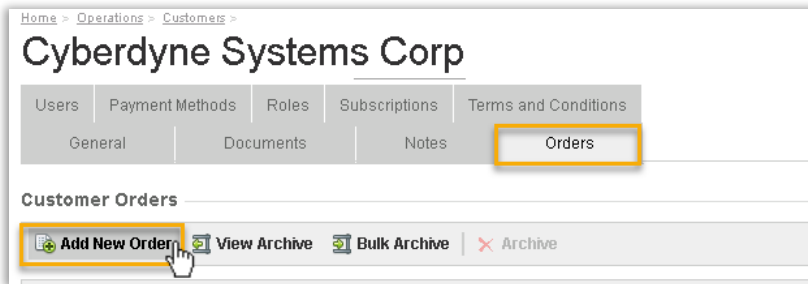 Home > Operations > Customers >
Cyberdyne Systems Corp
Users Payment Methods Roles Subscriptions Terms and Conditions
General Documents Notes Orders
Customer Orders
Add New Order View Archive Bulk Archive Archive